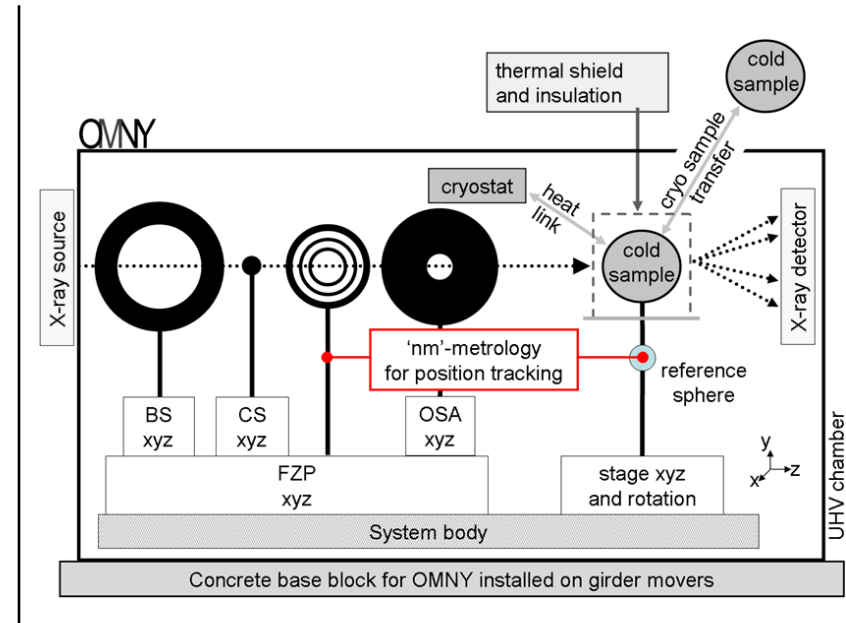 thermal shield
and insulation
cold
sample
OMNY
cryo sample
transfer
cryostat
heat
link
X-ray source
cold
sample
X-ray detector
'nm'-metrology
for position tracking
reference
sphere
BS
xyz
CS
xyz
OSA
xyz
FZP
xyz
stage xyz
and rotation
y
x
z
UHV chamber
System body
Concrete base block for OMNY installed on girder movers